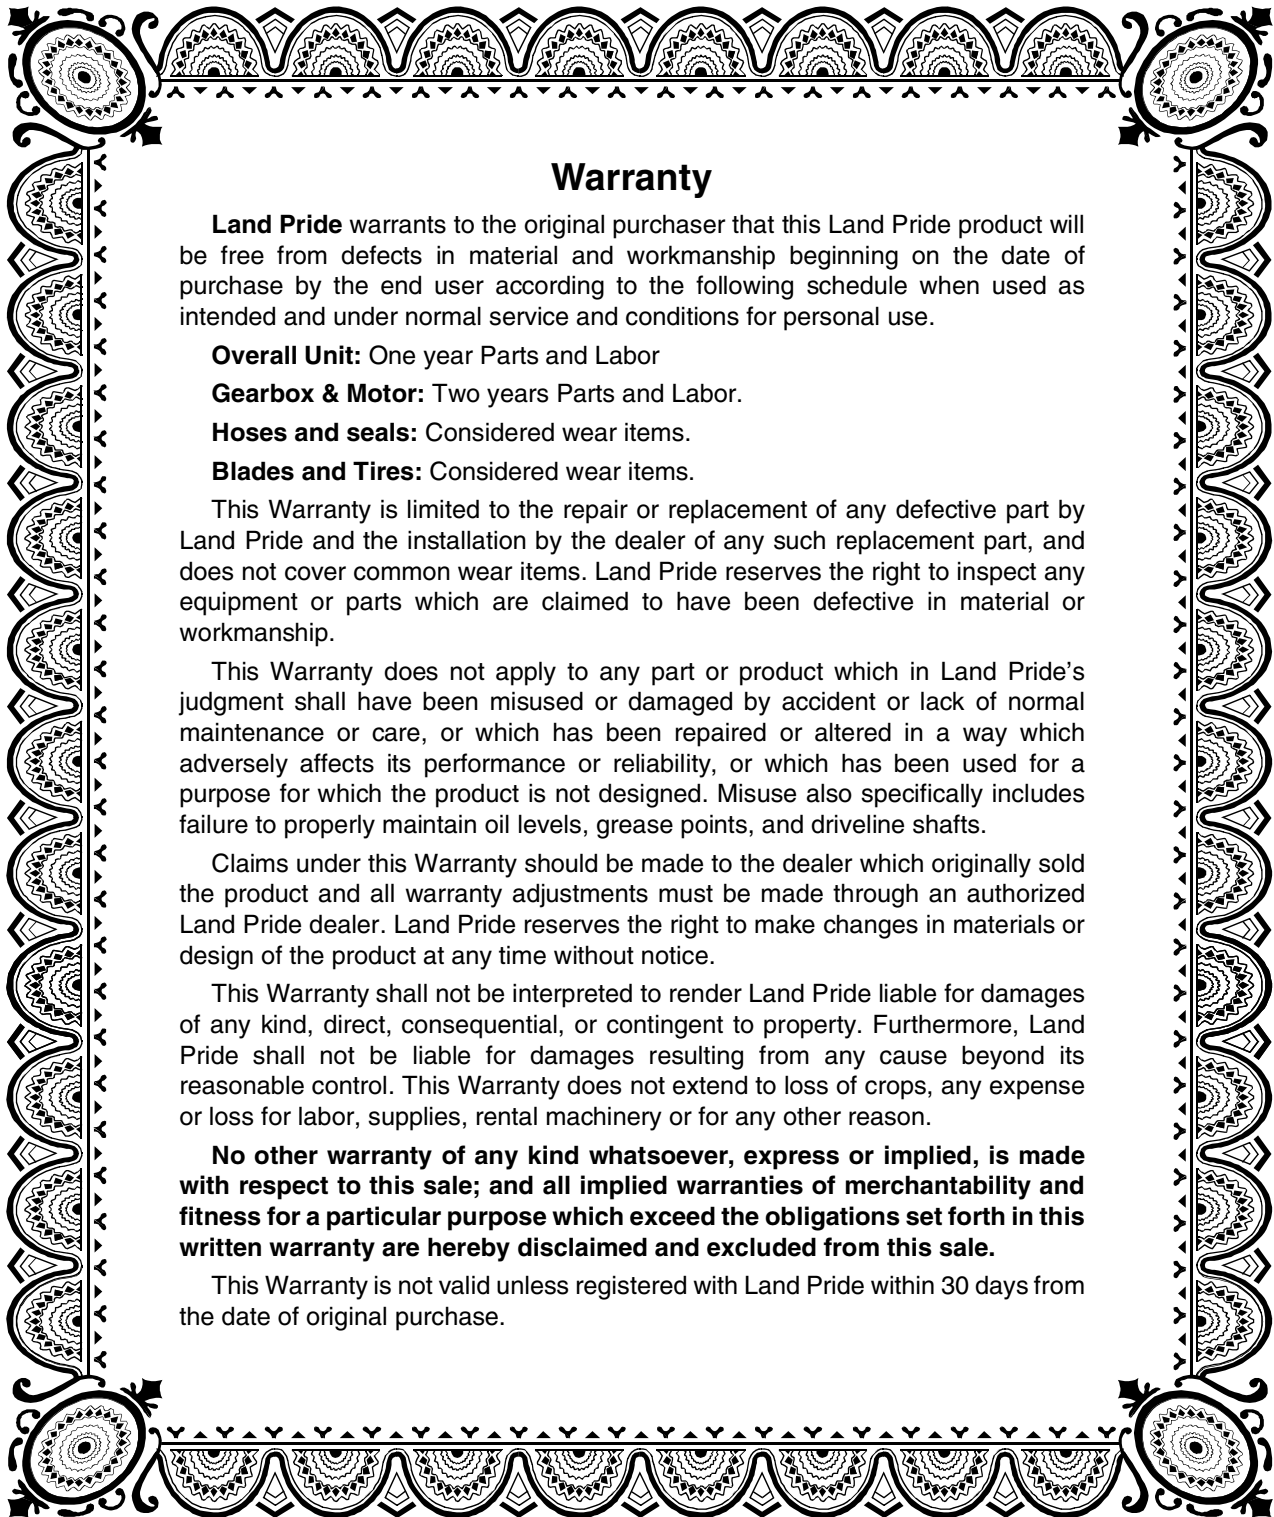 Warranty
Land Pride warrants to the original purchaser that this Land Pride product will
be free from defects in material and workmanship beginning on the date of
purchase by the end user according to the following schedule when used as
intended and under normal service and conditions for personal use.
Overall Unit: One year Parts and Labor
Gearbox & Motor: Two years Parts and Labor.
Hoses and seals: Considered wear items.
Blades and Tires: Considered wear items.
This Warranty is limited to the repair or replacement of any defective part by
Land Pride and the installation by the dealer of any such replacement part, and
does not cover common wear items. Land Pride reserves the right to inspect any
equipment or parts which are claimed to have been defective in material or
workmanship.
This Warranty does not apply to any part or product which in Land Pride’s
judgment shall have been misused or damaged by accident or lack of normal
maintenance or care, or which has been repaired or altered in a way which
adversely affects its performance or reliability, or which has been used for a
purpose for which the product is not designed. Misuse also specifically includes
failure to properly maintain oil levels, grease points, and driveline shafts.
Claims under this Warranty should be made to the dealer which originally sold
the product and all warranty adjustments must be made through an authorized
Land Pride dealer. Land Pride reserves the right to make changes in materials or
design of the product at any time without notice.
This Warranty shall not be interpreted to render Land Pride liable for damages
of any kind, direct, consequential, or contingent to property. Furthermore, Land
Pride shall not be liable for damages resulting from any cause beyond its
reasonable control. This Warranty does not extend to loss of crops, any expense
or loss for labor, supplies, rental machinery or for any other reason.
No other warranty of any kind whatsoever, express or implied, is made
with respect to this sale; and all implied warranties of merchantability and
fitness for a particular purpose which exceed the obligations set forth in this
written warranty are hereby disclaimed and excluded from this sale.
This Warranty is not valid unless registered with Land Pride within 30 days from
the date of original purchase.